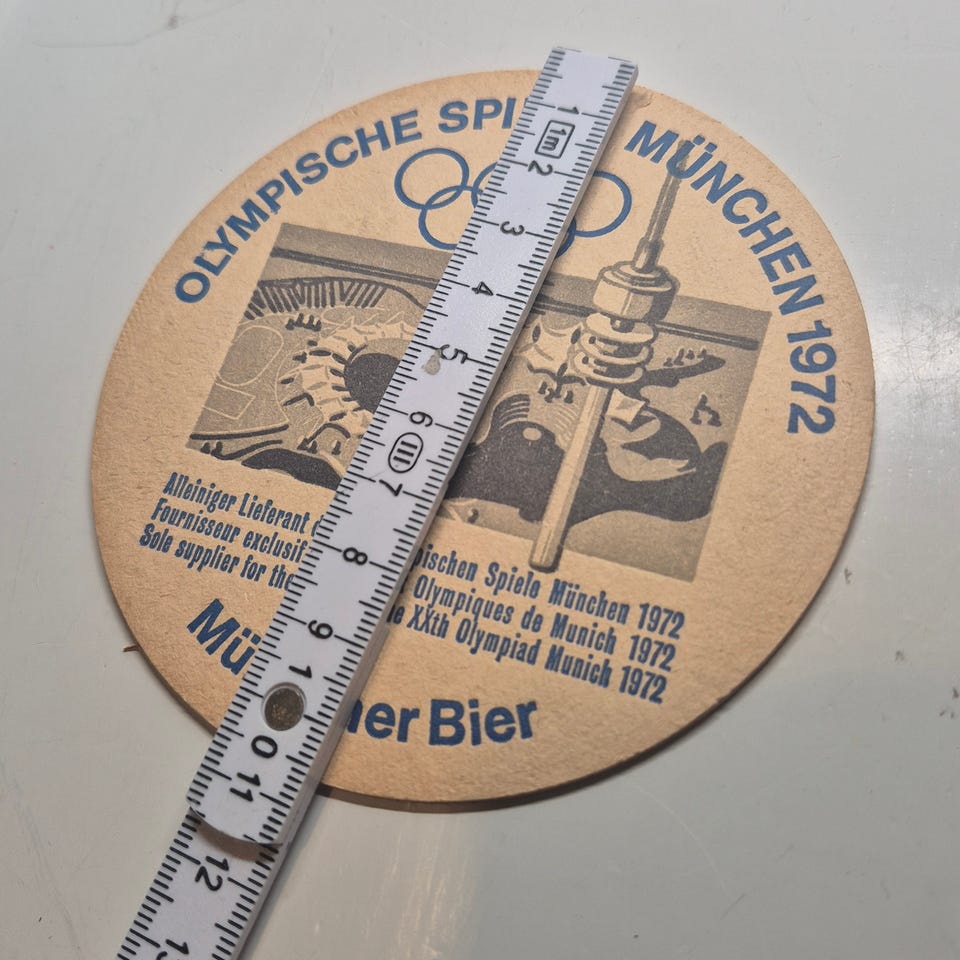 OLYMPISCHE SPI MÜNCHEN 1972
Alleiniger Lieferant pischen Spiele München 1972
Fournisseur exclusif Olympiques de Munich 1972
Sole supplier for the XXth Olympiad Munich 1972
Mü ner Bier
1
1m
2
3
4
5
6
III
7
8
9
10
11
12
13